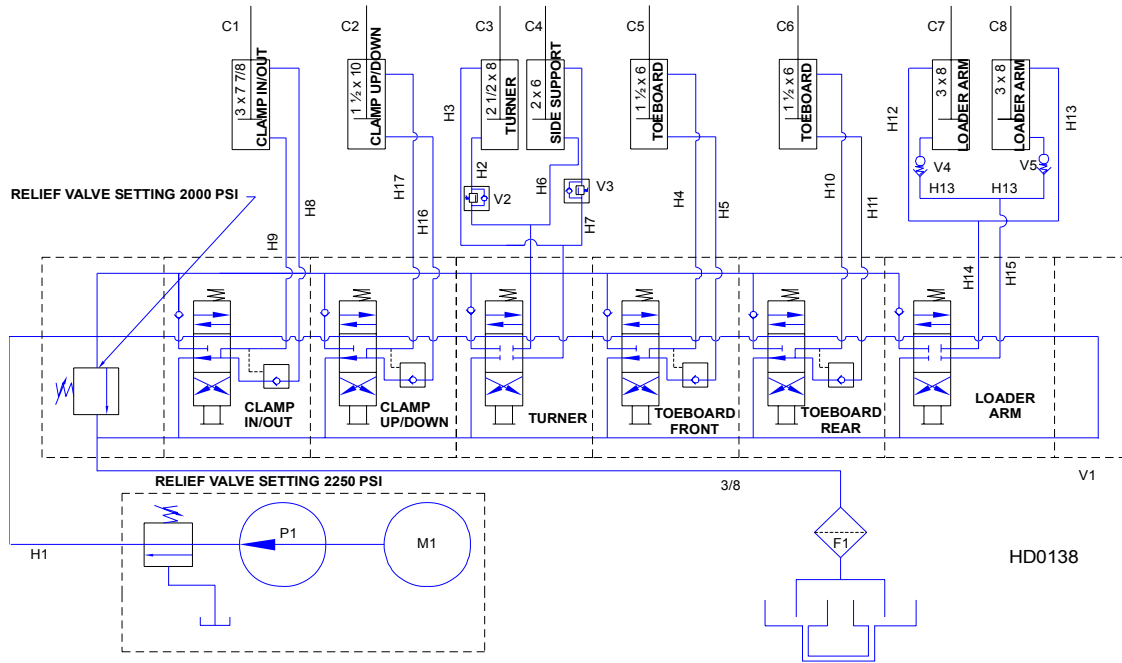 C1
C2
C3
C4
C5
C6
C7
C8
3 x 7 7/8
CLAMP IN/OUT
1 ½ x 10
CLAMP UP/DOWN
2 1/2 x 8
TURNER
2 x 6
SIDE SUPPORT
1 ½ x 6
TOEBOARD
1 ½ x 6
TOEBOARD
3 x 8
LOADER ARM
3 x 8
LOADER ARM
H3
H12
H13
H2
H6
V2
V3
V4
V5
H13
H13
RELIEF VALVE SETTING 2000 PSI
H9
H8
H17
H16
H7
H4
H5
H10
H11
H14
H15
CLAMP
IN/OUT
CLAMP
UP/DOWN
TURNER
TOEBOARD
FRONT
TOEBOARD
REAR
LOADER
ARM
V1
RELIEF VALVE SETTING 2250 PSI
3/8
H1
P1
M1
F1
HD0138